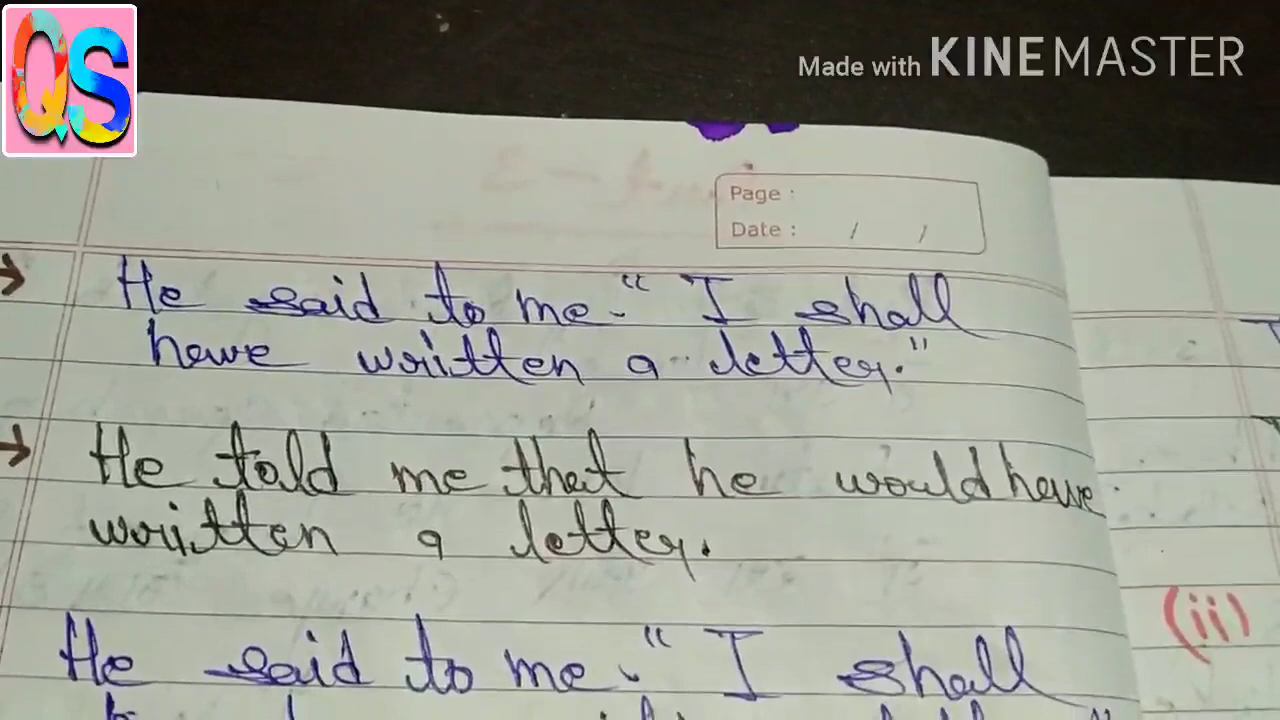 QS
Made with KINEMASTER
Page :
Date : / /
He said to me. " I shall
have written a letter."
He told me that he would have
written a letter.
(ii)
He said to me. " I shall